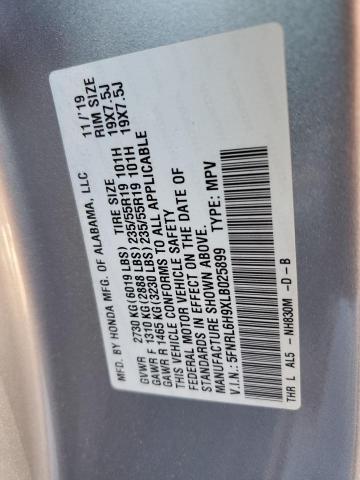 MFD. BY HONDA MFG. OF ALABAMA, LLC 11/'19
TIRE SIZE RIM SIZE
GVWR 2730 KG(6019 LBS)
GAWR F 1310 KG(2888 LBS) 235/55R19 101H 19X7.5J
GAWR R 1465 KG(3230 LBS) 235/55R19 101H 19X7.5J
THIS VEHICLE CONFORMS TO ALL APPLICABLE
FEDERAL MOTOR VEHICLE SAFETY
STANDARDS IN EFFECT ON THE DATE OF
MANUFACTURE SHOWN ABOVE.
V.I.N.: 5FNRL6H9XLB025899 TYPE: MPV
THR L AL5 -NH830M -D -B